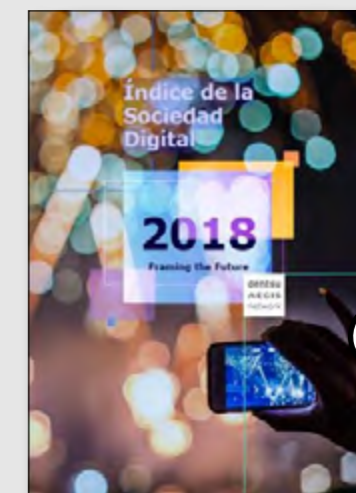 Índice de la
Sociedad
Digital
2018
Framing the Future
dentsu
AEGIS
network